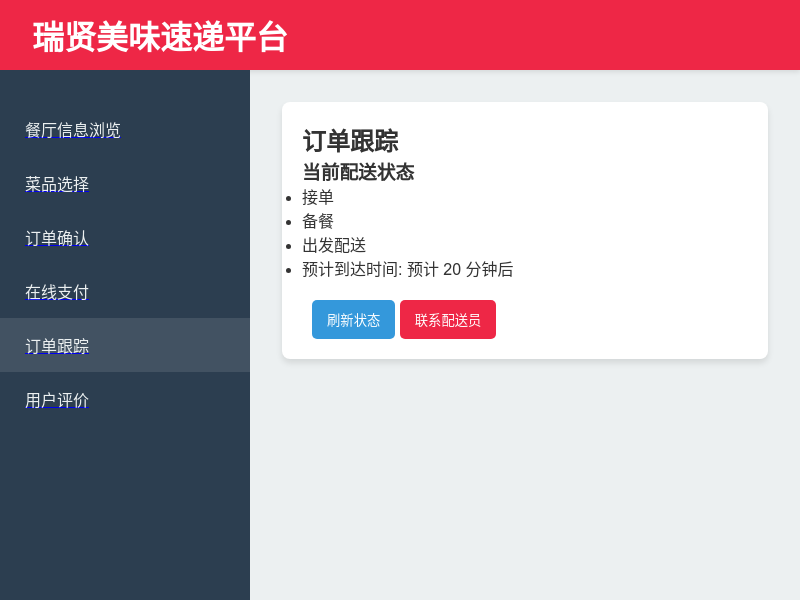 瑞贤美味速递平台
餐厅信息浏览
菜品选择
订单确认
在线支付
订单跟踪
用户评价
订单跟踪
当前配送状态
接单
备餐
出发配送
预计到达时间: 预计 20 分钟后
刷新状态
联系配送员